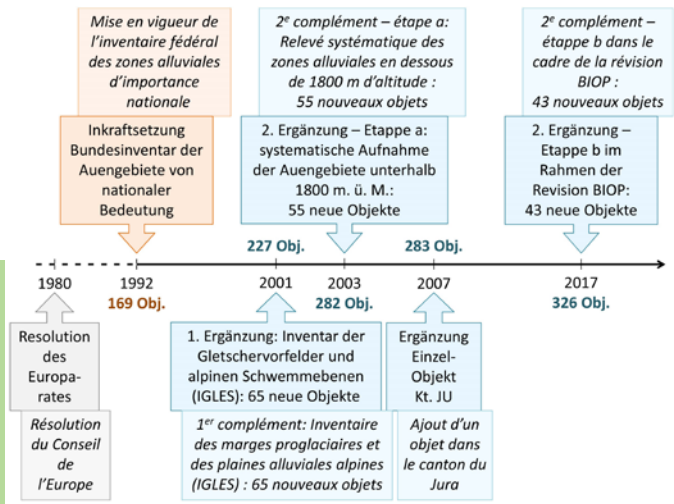 Mise en vigueur de
l'inventaire fédéral
des zones alluviales
d'importance
nationale
Inkraftsetzung
Bundesinventar der
Auengebiete von
nationaler
Bedeutung
2e complément – étape a:
Relevé systématique des
zones alluviales en dessous
de 1800 m d'altitude :
55 nouveaux objets
2. Ergänzung – Etappe a:
systematische Aufnahme
der Auengebiete unterhalb
1800 m. ü. M.:
55 neue Objekte
2e complément –
étappe b dans le
cadre de la révision
BIOP :
43 nouveaux objets
2. Ergänzung –
Etappe b im
Rahmen der
Revision BIOP:
43 neue Objekte
227 Obj.
283 Obj.
1980
1992
2001
2003
2007
2017
169 Obj.
282 Obj.
326 Obj.
Resolution
des
Europa-
rates
Résolution
du Conseil
de
l'Europe
1. Ergänzung: Inventar der
Gletschervorfelder und
alpinen Schwemmebenen
(IGLES): 65 neue Objekte
1er complément: Inventaire
des marges proglaciaires et
des plaines alluviales alpines
(IGLES) : 65 nouveaux objets
Ergänzung
Einzel-
Objekt
Kt. JU
Ajout d'un
objet dans
le canton du
Jura